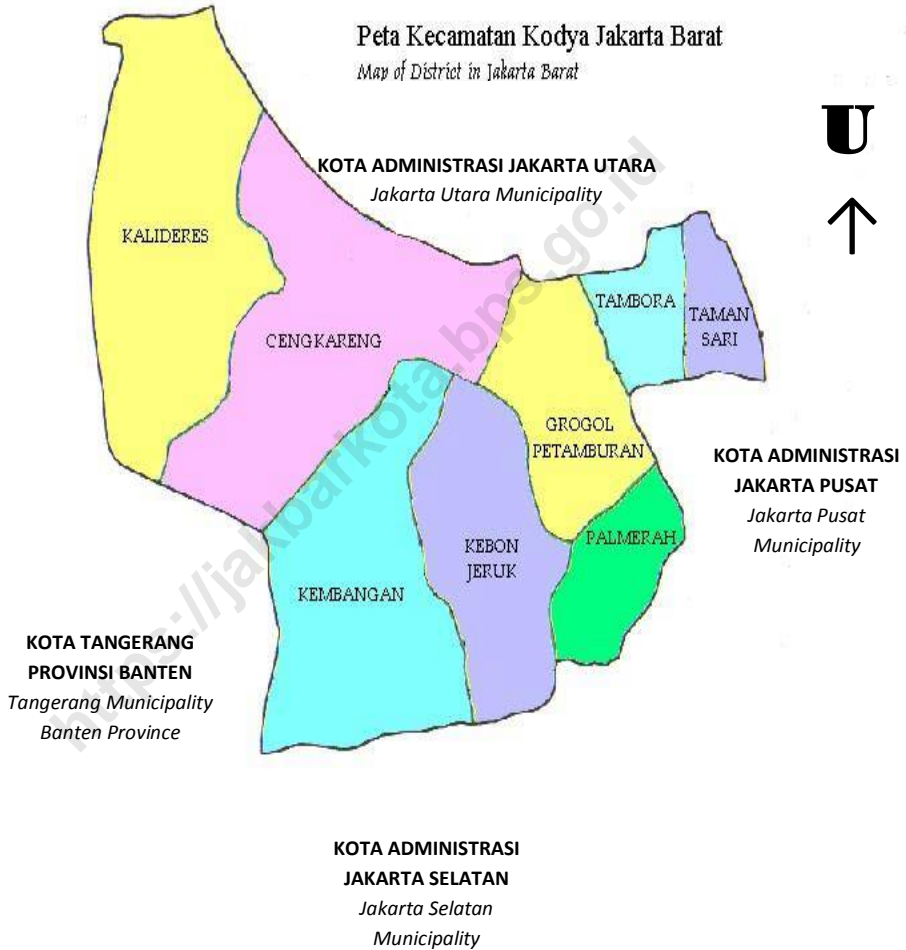 Peta Kecamatan Kodya Jakarta Barat
Map of District in Jakarta Barat
U
KOTA ADMINISTRASI JAKARTA UTARA
Jakarta Utara Municipality
KALIDERES
CENGKARENG
TAMBORA
TAMAN
SARI
GROGOL
PETAMBURAN
KOTA ADMINISTRASI
JAKARTA PUSAT
Jakarta Pusat
Municipality
PALMERAH
KEBON
JERUK
KEMBANGAN
KOTA TANGERANG
PROVINSI BANTEN
Tangerang Municipality
Banten Province
KOTA ADMINISTRASI
JAKARTA SELATAN
Jakarta Selatan
Municipality
https://jakbarkota.bps.go.id